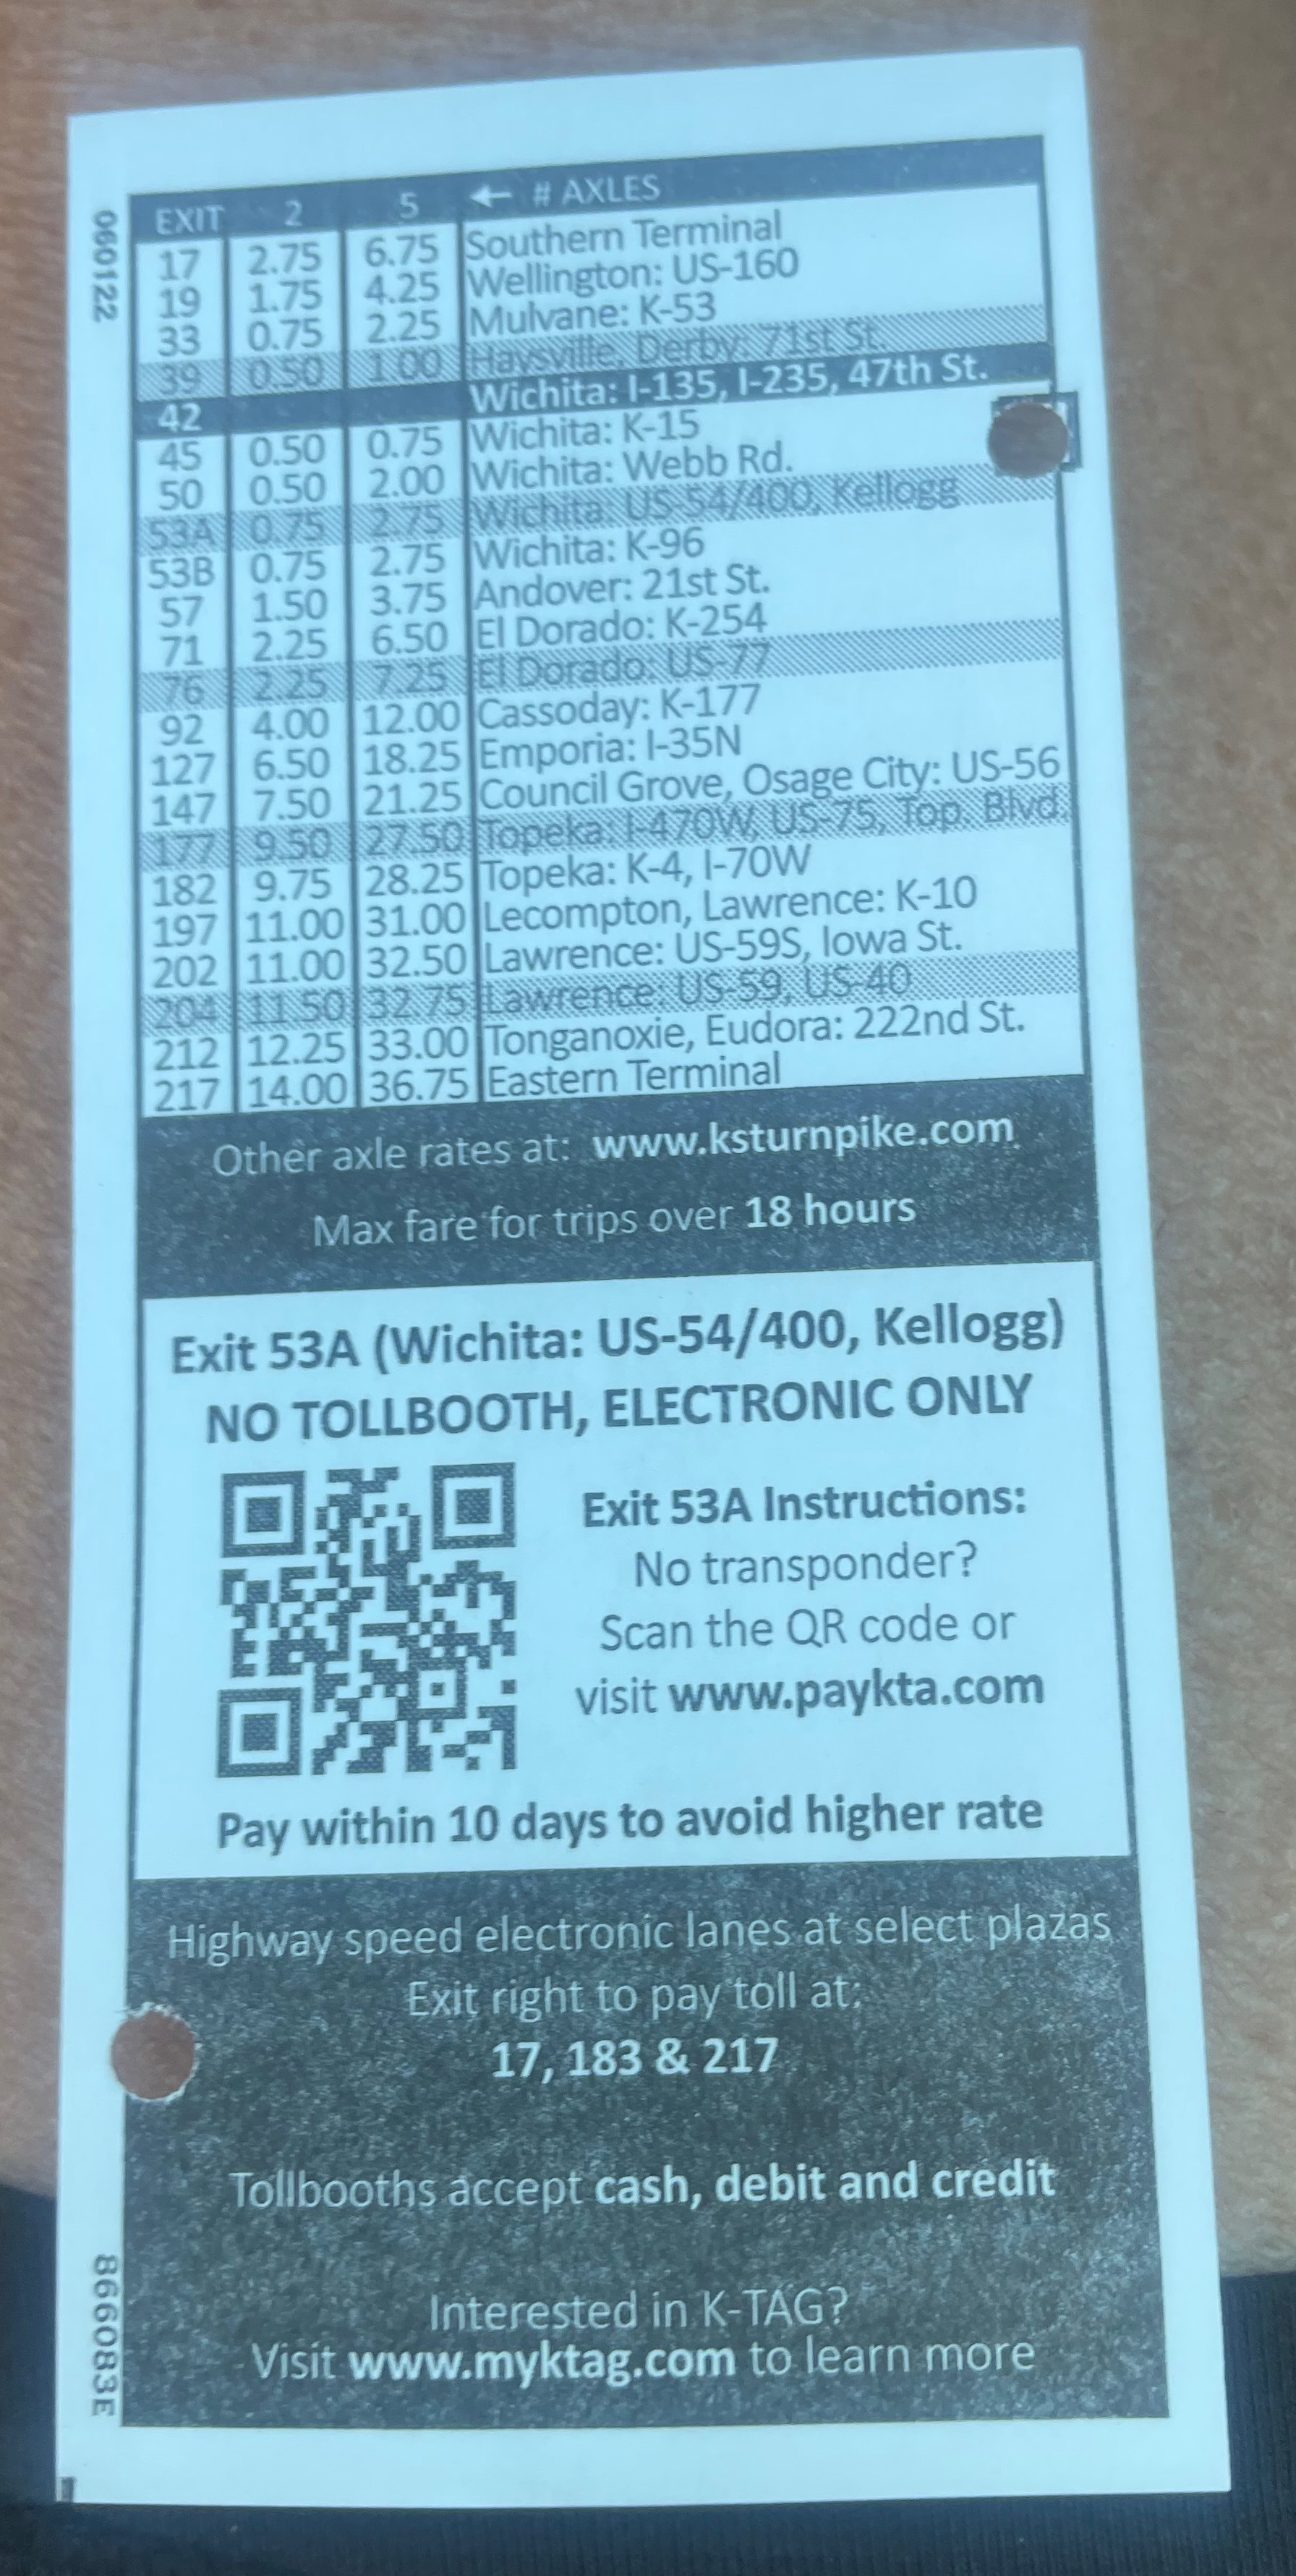 EXIT 2 5 ← # AXLES
17 2.75 6.75 Southern Terminal
19 1.75 4.25 Wellington: US-160
33 0.75 2.25 Mulvane: K-53
39 0.50 1.00 Haysville, Derby: 71st St.
42 Wichita: I-135, I-235, 47th St.
45 0.50 0.75 Wichita: K-15
50 0.50 2.00 Wichita: Webb Rd.
53A 0.75 2.75 Wichita: US-54/400, Kellogg
53B 0.75 2.75 Wichita: K-96
57 1.50 3.75 Andover: 21st St.
71 2.25 6.50 El Dorado: K-254
76 2.25 7.25 El Dorado: US-77
92 4.00 12.00 Cassoday: K-177
127 6.50 18.25 Emporia: I-35N
147 7.50 21.25 Council Grove, Osage City: US-56
177 9.50 27.50 Topeka: I-470W, US-75, Top. Blvd.
182 9.75 28.25 Topeka: K-4, I-70W
197 11.00 31.00 Lecompton, Lawrence: K-10
202 11.00 32.50 Lawrence: US-59S, Iowa St.
204 11.50 32.75 Lawrence: US-59, US-40
212 12.25 33.00 Tonganoxie, Eudora: 222nd St.
217 14.00 36.75 Eastern Terminal
Other axle rates at: www.ksturnpike.com
Max fare for trips over 18 hours
Exit 53A (Wichita: US-54/400, Kellogg)
NO TOLLBOOTH, ELECTRONIC ONLY
Exit 53A Instructions:
No transponder?
Scan the QR code or
visit www.paykta.com
Pay within 10 days to avoid higher rate
Highway speed electronic lanes at select plazas
Exit right to pay toll at:
17, 183 & 217
Tollbooths accept cash, debit and credit
Interested in K-TAG?
Visit www.myktag.com to learn more
060122
866083E